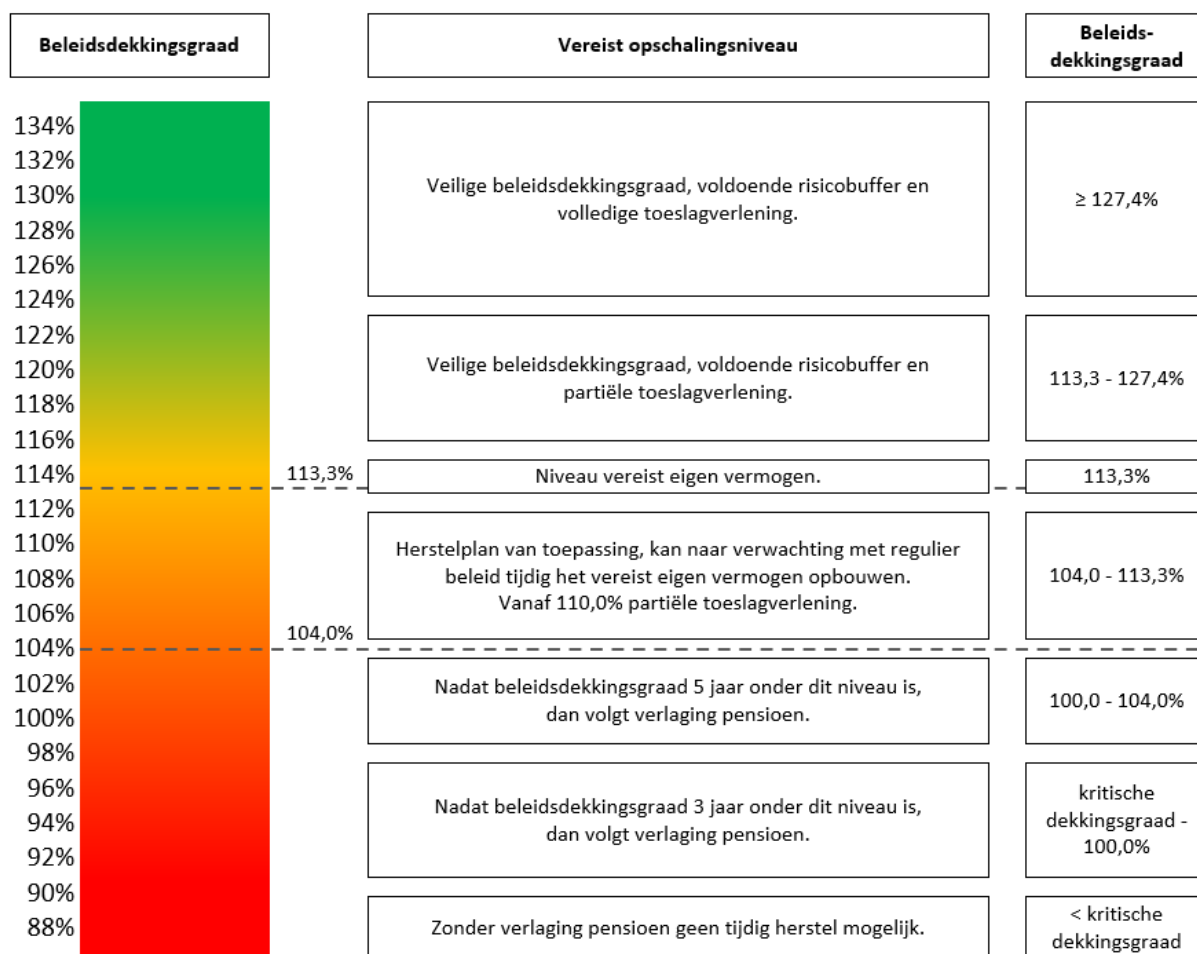 Beleidsdekkingsgraad
Vereist opschalingsniveau
Beleids-
dekkingsgraad
134%
132%
130%
128%
126%
124%
122%
120%
118%
116%
114%
112%
110%
108%
106%
104%
102%
100%
98%
96%
94%
92%
90%
88%
113,3%
104,0%
Veilige beleidsdekkingsgraad, voldoende risicobuffer en
volledige toeslagverlening.
≥ 127,4%
Veilige beleidsdekkingsgraad, voldoende risicobuffer en
partiële toeslagverlening.
113,3 - 127,4%
Niveau vereist eigen vermogen.
113,3%
Herstelplan van toepassing, kan naar verwachting met regulier
beleid tijdig het vereist eigen vermogen opbouwen.
Vanaf 110,0% partiële toeslagverlening.
104,0 - 113,3%
Nadat beleidsdekkingsgraad 5 jaar onder dit niveau is,
dan volgt verlaging pensioen.
100,0 - 104,0%
Nadat beleidsdekkingsgraad 3 jaar onder dit niveau is,
dan volgt verlaging pensioen.
kritische
dekkingsgraad -
100,0%
Zonder verlaging pensioen geen tijdig herstel mogelijk.
< kritische
dekkingsgraad